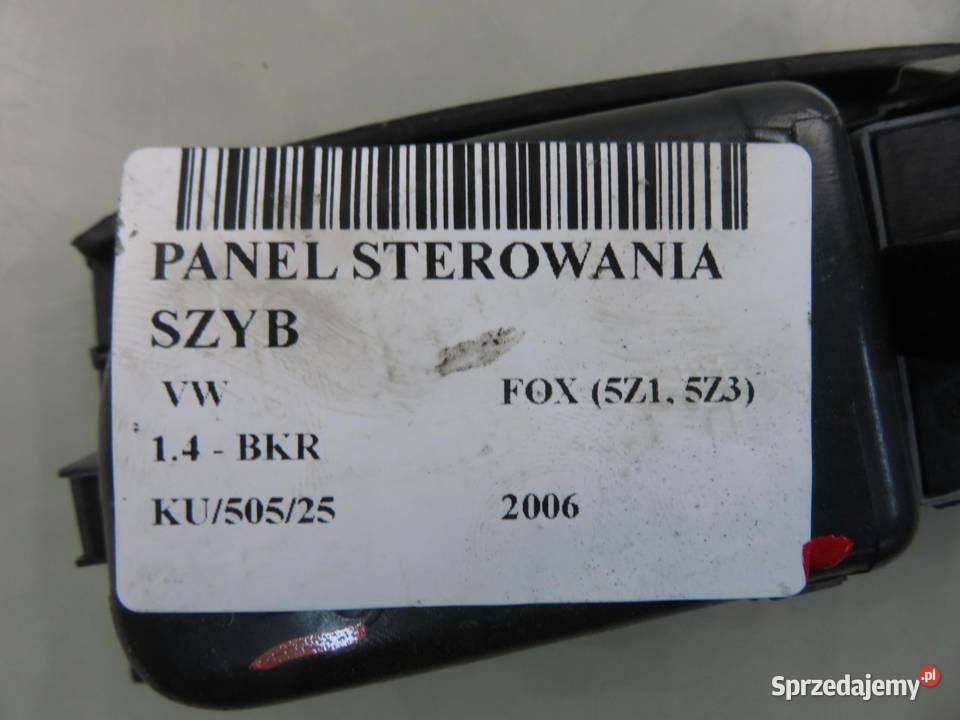 PANEL STEROWANIA
SZYB
VW FOX (5Z1, 5Z3)
1.4 - BKR
KU/505/25 2006
Sprzedajemy.pl